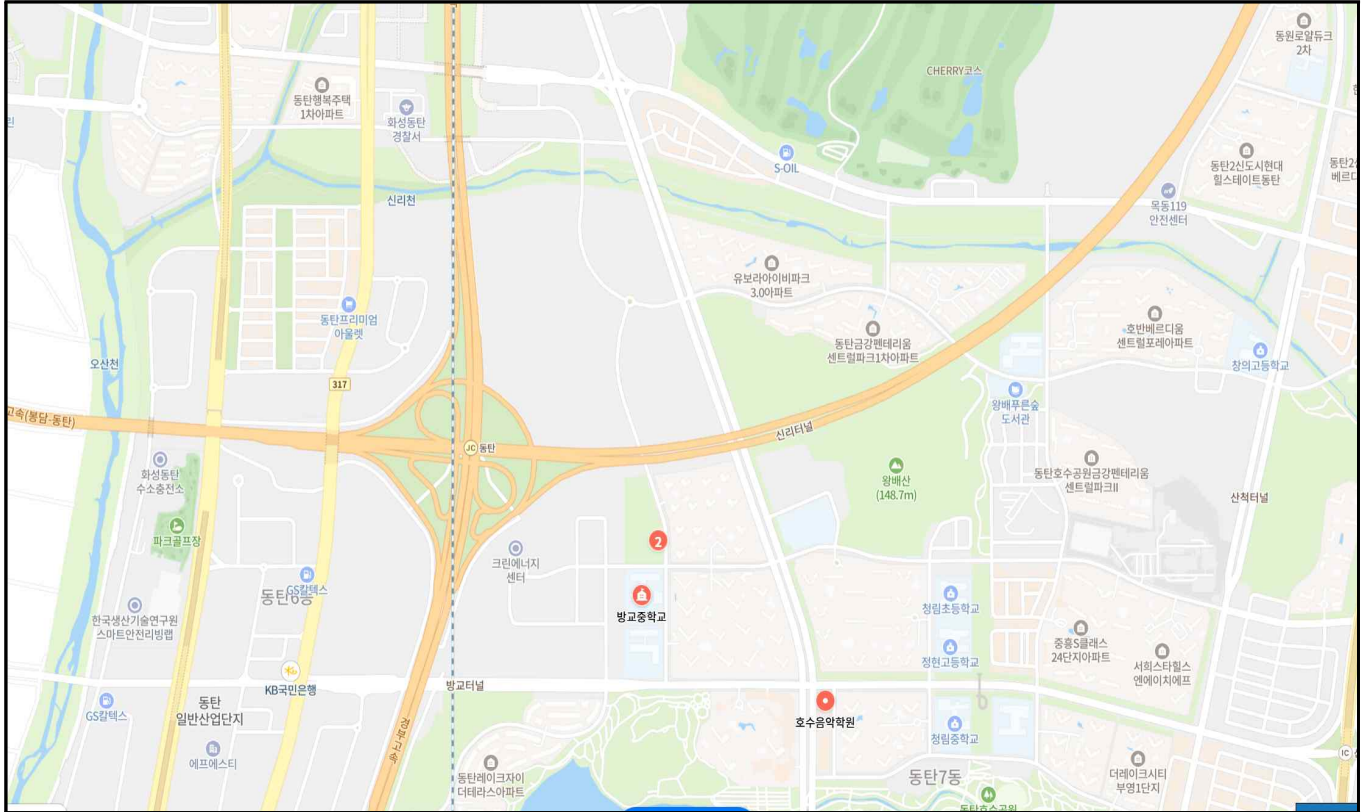 동원로얄듀크
2차
CHERRY코스
동탄행복주택
1차아파트
화성동탄
경찰서
S-OIL
동탄2신도시현대
힐스테이트동탄
목동119
안전센터
신리천
유보라아이비파크
3.0아파트
동탄프리미엄
아울렛
호반베르디움
센트럴포레아파트
동탄금강펜테리움
센트럴파크1차아파트
창의고등학교
오산천
317
왕배푸른숲
도서관
고속(봉담-동탄)
신리터널
JC 동탄
화성동탄
수소충전소
왕배산
(148.7m)
동탄호수공원금강펜테리움
센트럴파크II
산척터널
파크골프장
2
크린에너지
센터
GS칼텍스
동탄6동
방교중학교
청림초등학교
한국생산기술연구원
스마트안전리빙랩
중흥S클래스
24단지아파트
정현고등학교
서희스타힐스
엔에이치에프
KB국민은행
방교터널
GS칼텍스
동탄
일반산업단지
경부고속
호수음악학원
청림중학교
에프에스티
동탄레이크자이
더테라스아파트
동탄7동
더레이크시티
부영1단지
IC
동탄호수공원